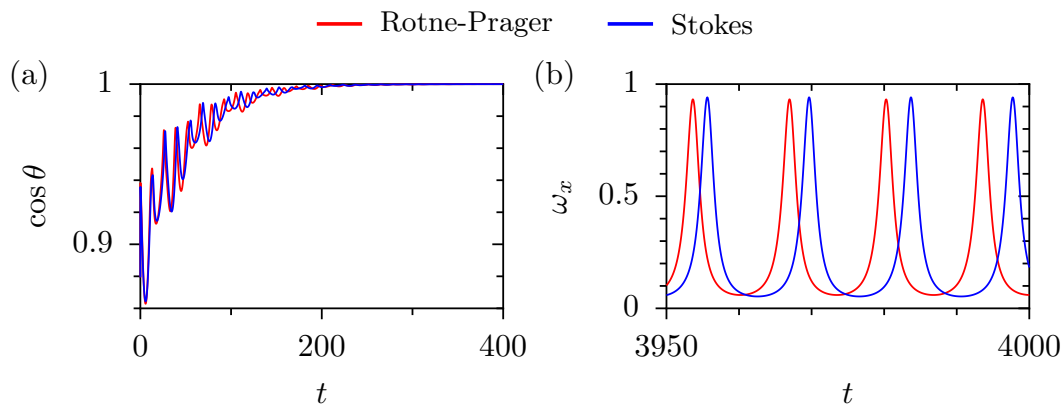 Rotne-Prager Stokes
(a) (b)
1 1
cos θ 0.9 ω_x 0.5
0
0 200 400 3950 4000
t t